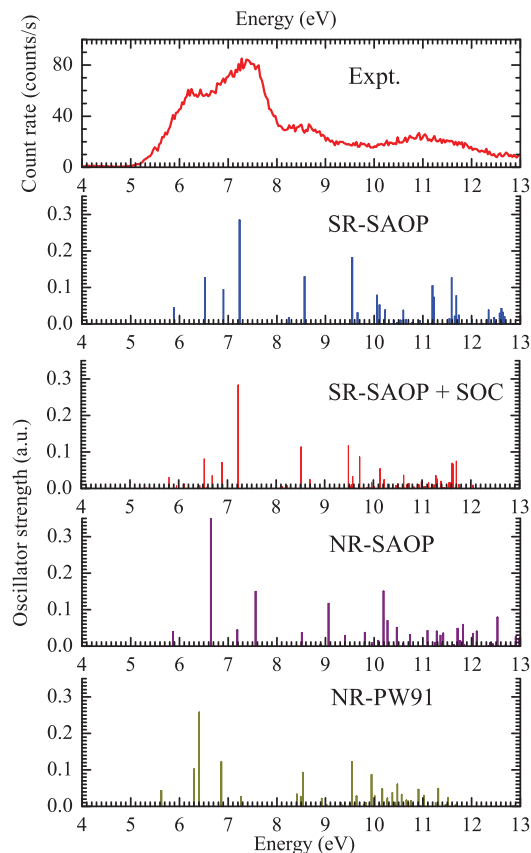 Energy (eV)
Count rate (counts/s)
80
40
0
Expt.
4 5 6 7 8 9 10 11 12 13
0.3
0.2
0.1
0.0
SR-SAOP
4 5 6 7 8 9 10 11 12 13
Oscillator strength (a.u.)
0.3
0.2
0.1
0.0
SR-SAOP + SOC
4 5 6 7 8 9 10 11 12 13
0.3
0.2
0.1
0.0
NR-SAOP
4 5 6 7 8 9 10 11 12 13
0.3
0.2
0.1
0.0
NR-PW91
4 5 6 7 8 9 10 11 12 13
Energy (eV)